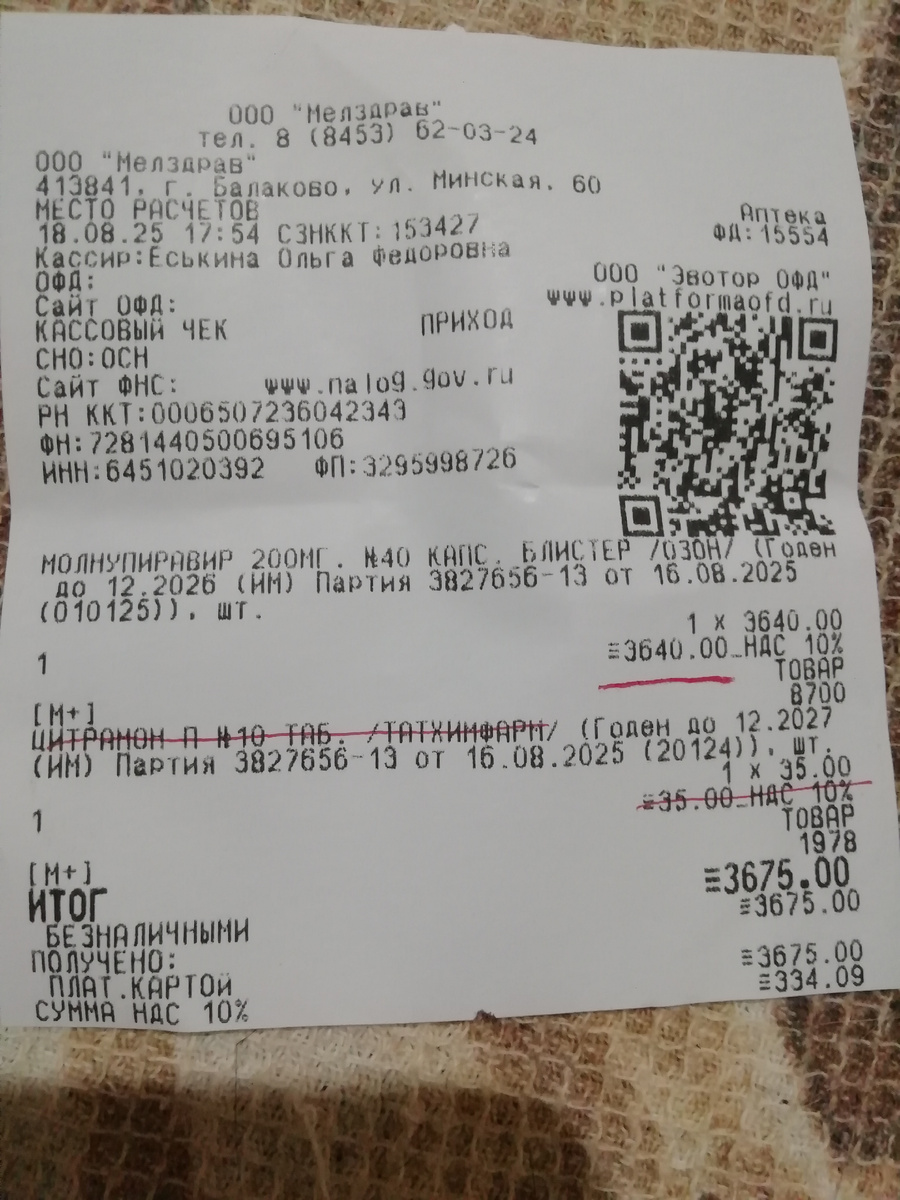 ООО "Мелздрав"
тел. 8 (8453) 62-03-24
ООО "Мелздрав"
413841, г. Балаково, ул. Минская, 60
МЕСТО РАСЧЕТОВ Аптека
18.08.25 17:54 СЗНККТ:153427 ФД:15554
Кассир:Еськина Ольга Федоровна
ОФД: ООО "Эвотор ОФД"
Сайт ОФД: www.platformaofd.ru
КАССОВЫЙ ЧЕК ПРИХОД
СНО:ОСН
Сайт ФНС: www.nalog.gov.ru
РН ККТ:0006507236042343
ФН:7281440500695106
ИНН:6451020392 ФП:3295998726
МОЛНУПИРАВИР 200МГ. №40 КАПС. БЛИСТЕР /ОЗОН/ (Годен
до 12.2026 (ИМ) Партия 3827656-13 от 16.08.2025
(010125)), шт.
1 x 3640.00
1 ≡3640.00_НДС 10%
ТОВАР
[М+] 8700
ЦИТРАМОН П №10 ТАБ. /ТАТХИМФАРМ/ (Годен до 12.2027
(ИМ) Партия 3827656-13 от 16.08.2025 (20124)), шт.
1 x 35.00
1 ≡35.00_НДС 10%
ТОВАР
[М+] 1978
ИТОГ ≡3675.00
БЕЗНАЛИЧНЫМИ ≡3675.00
ПОЛУЧЕНО:
ПЛАТ.КАРТОЙ ≡3675.00
СУММА НДС 10% ≡334.09